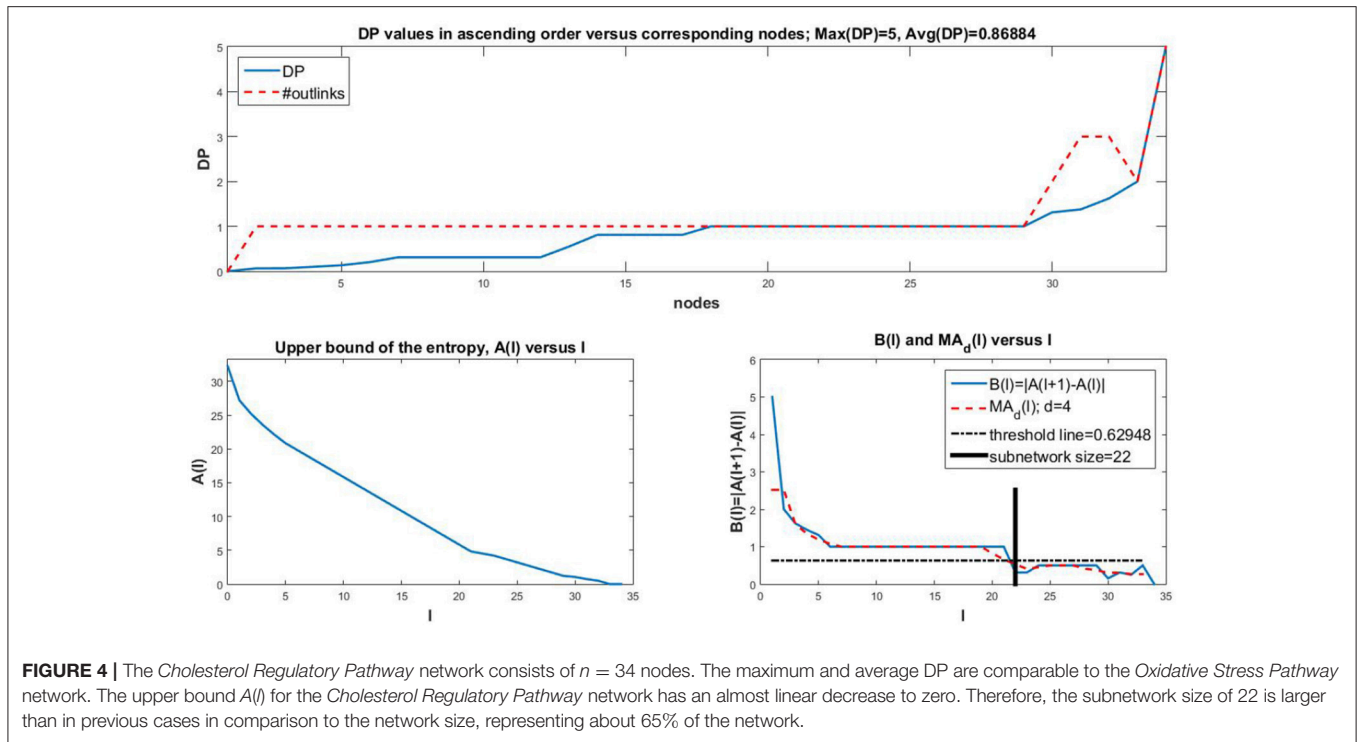 DP values in ascending order versus corresponding nodes; Max(DP)=5, Avg(DP)=0.86884
DP
#outlinks
5
4
3
2
1
0
DP
5
10
15
20
25
30
nodes
Upper bound of the entropy, A(l) versus l
30
25
20
15
10
5
0
A(l)
0
5
10
15
20
25
30
35
l
B(l) and MA_d(l) versus l
B(l)=|A(l+1)-A(l)|
MA_d(l); d=4
threshold line=0.62948
subnetwork size=22
6
5
4
3
2
1
0
B(l)=|A(l+1)-A(l)|
0
5
10
15
20
25
30
35
l
FIGURE 4 | The Cholesterol Regulatory Pathway network consists of n = 34 nodes. The maximum and average DP are comparable to the Oxidative Stress Pathway
network. The upper bound A(l) for the Cholesterol Regulatory Pathway network has an almost linear decrease to zero. Therefore, the subnetwork size of 22 is larger
than in previous cases in comparison to the network size, representing about 65% of the network.